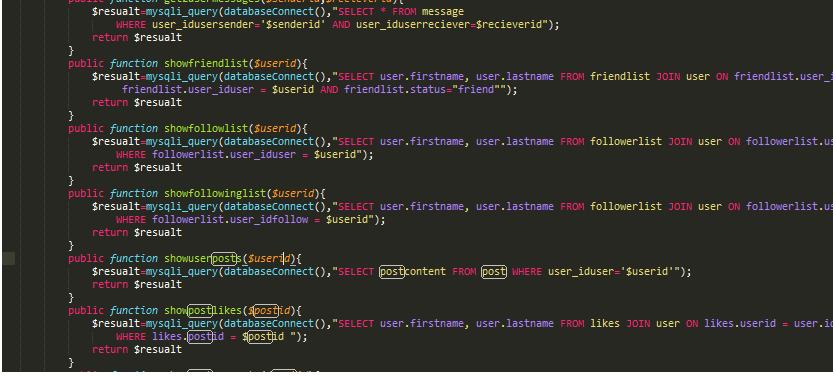 public function get2usermessages($senderid,$recieverid){
$resualt=mysqli_query(databaseConnect(),"SELECT * FROM message
WHERE user_idusersender='$senderid' AND user_iduserreciever=$recieverid");
return $resualt
}
public function showfriendlist($userid){
$resualt=mysqli_query(databaseConnect(),"SELECT user.firstname, user.lastname FROM friendlist JOIN user ON friendlist.user_i
friendlist.user_iduser = $userid AND friendlist.status="friend"");
return $resualt
}
public function showfollowlist($userid){
$resualt=mysqli_query(databaseConnect(),"SELECT user.firstname, user.lastname FROM followerlist JOIN user ON followerlist.us
WHERE followerlist.user_iduser = $userid");
return $resualt
}
public function showfollowinglist($userid){
$resualt=mysqli_query(databaseConnect(),"SELECT user.firstname, user.lastname FROM followerlist JOIN user ON followerlist.us
WHERE followerlist.user_idfollow = $userid");
return $resualt
}
public function showuserposts($userid){
$resualt=mysqli_query(databaseConnect(),"SELECT postcontent FROM post WHERE user_iduser='$userid'");
return $resualt
}
public function showpostlikes($postid){
$resualt=mysqli_query(databaseConnect(),"SELECT user.firstname, user.lastname FROM likes JOIN user ON likes.userid = user.id
WHERE likes.postid = $postid ");
return $resualt
}